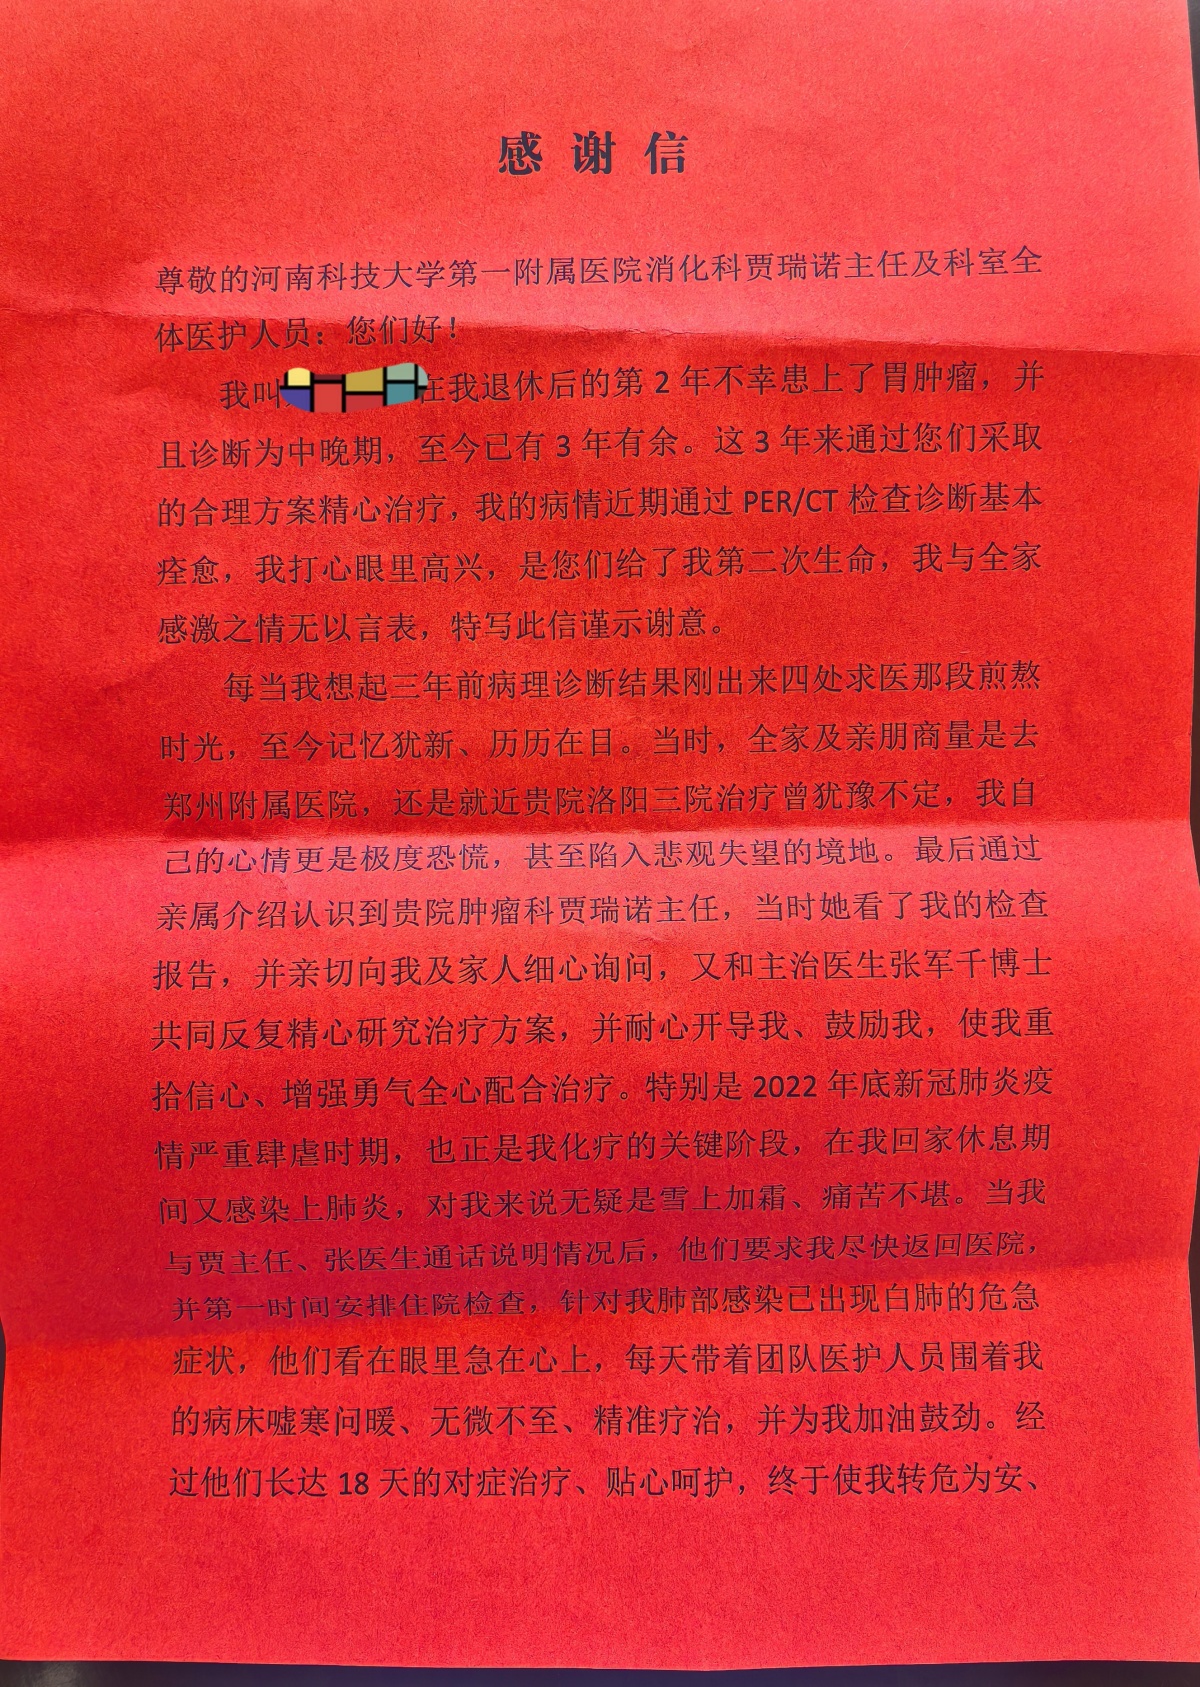 感谢信
尊敬的河南科技大学第一附属医院消化科贾瑞诺主任及科室全
体医护人员：您们好！
我叫 在我退休后的第 2 年不幸患上了胃肿瘤，并
且诊断为中晚期，至今已有 3 年有余。这 3 年来通过您们采取
的合理方案精心治疗，我的病情近期通过 PER/CT 检查诊断基本
痊愈，我打心眼里高兴，是您们给了我第二次生命，我与全家
感激之情无以言表，特写此信谨示谢意。
每当我想起三年前病理诊断结果刚出来四处求医那段煎熬
时光，至今记忆犹新、历历在目。当时，全家及亲朋商量是去
郑州附属医院，还是就近贵院洛阳三院治疗曾犹豫不定，我自
己的心情更是极度恐慌，甚至陷入悲观失望的境地。最后通过
亲属介绍认识到贵院肿瘤科贾瑞诺主任，当时她看了我的检查
报告，并亲切向我及家人细心询问，又和主治医生张军千博士
共同反复精心研究治疗方案，并耐心开导我、鼓励我，使我重
拾信心、增强勇气全心配合治疗。特别是 2022 年底新冠肺炎疫
情严重肆虐时期，也正是我化疗的关键阶段，在我回家休息期
间又感染上肺炎，对我来说无疑是雪上加霜、痛苦不堪。当我
与贾主任、张医生通话说明情况后，他们要求我尽快返回医院，
并第一时间安排住院检查，针对我肺部感染已出现白肺的危急
症状，他们看在眼里急在心上，每天带着团队医护人员围着我
的病床嘘寒问暖、无微不至、精准疗治，并为我加油鼓劲。经
过他们长达 18 天的对症治疗、贴心呵护，终于使我转危为安、